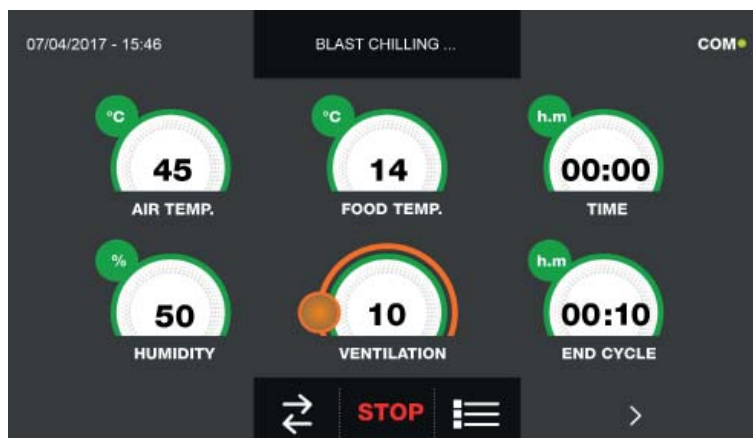 07/04/2017 - 15:46
BLAST CHILLING ...
COM
°C
45
AIR TEMP.
°C
14
FOOD TEMP.
h.m
00:00
TIME
%
50
HUMIDITY
10
VENTILATION
h.m
00:10
END CYCLE
STOP